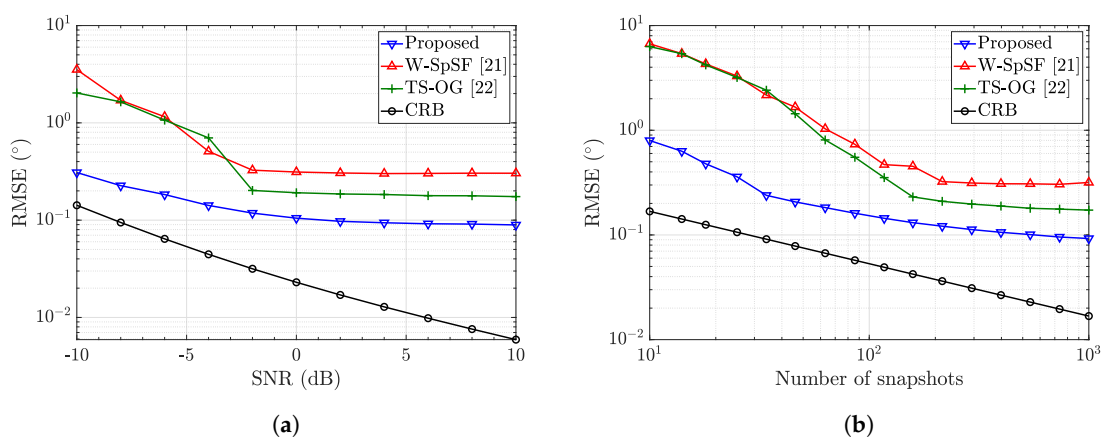 10^1
10^0
10^{-1}
10^{-2}
RMSE (°)
-10 -5 0 5 10
SNR (dB)
Proposed
W-SpSF [21]
TS-OG [22]
CRB
(a)
10^1
10^0
10^{-1}
10^{-2}
RMSE (°)
10^1 10^2 10^3
Number of snapshots
Proposed
W-SpSF [21]
TS-OG [22]
CRB
(b)